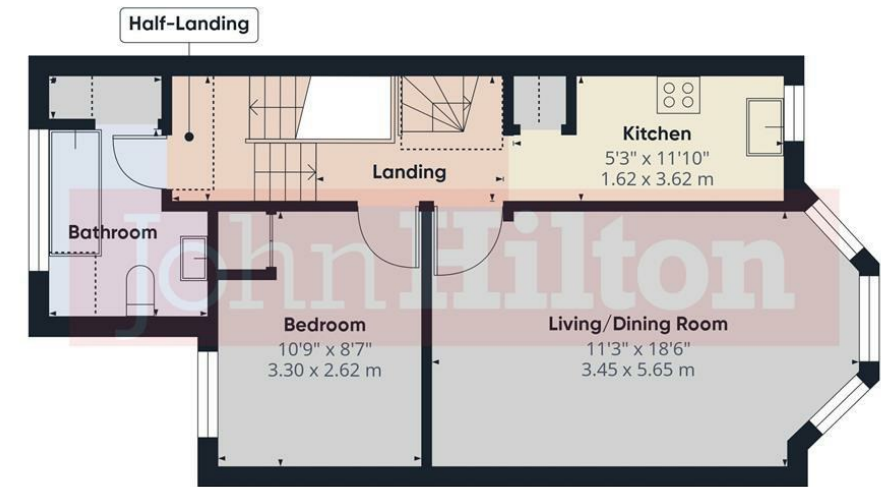 Half-Landing
Kitchen
5'3" x 11'10"
1.62 x 3.62 m
Landing
Bathroom
John Hilton
Bedroom
10'9" x 8'7"
3.30 x 2.62 m
Living/Dining Room
11'3" x 18'6"
3.45 x 5.65 m